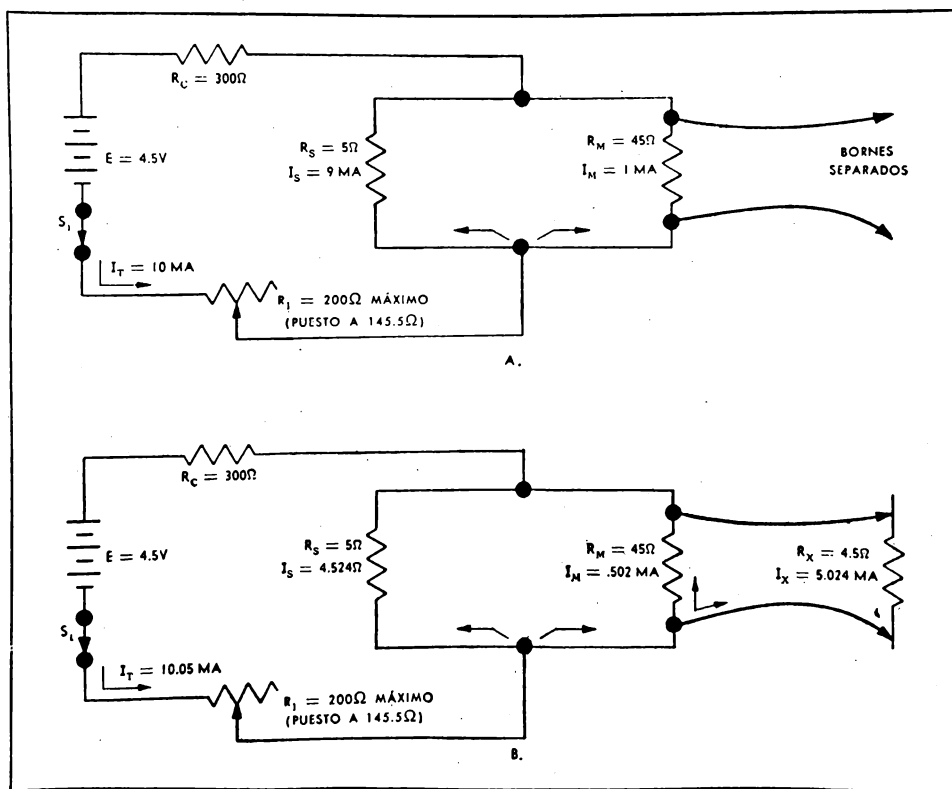 R_C = 300Ω
E = 4.5V
R_S = 5Ω
I_S = 9 MA
R_M = 45Ω
I_M = 1 MA
BORNES
SEPARADOS
S_1
I_T = 10 MA
R_1 = 200Ω MÁXIMO
(PUESTO A 145.5Ω)
A.
R_C = 300Ω
E = 4.5V
R_S = 5Ω
I_S = 4.524Ω
R_M = 45Ω
I_M = .502 MA
R_X = 4.5Ω
I_X = 5.024 MA
S_1
I_T = 10.05 MA
R_1 = 200Ω MÁXIMO
(PUESTO A 145.5Ω)
B.